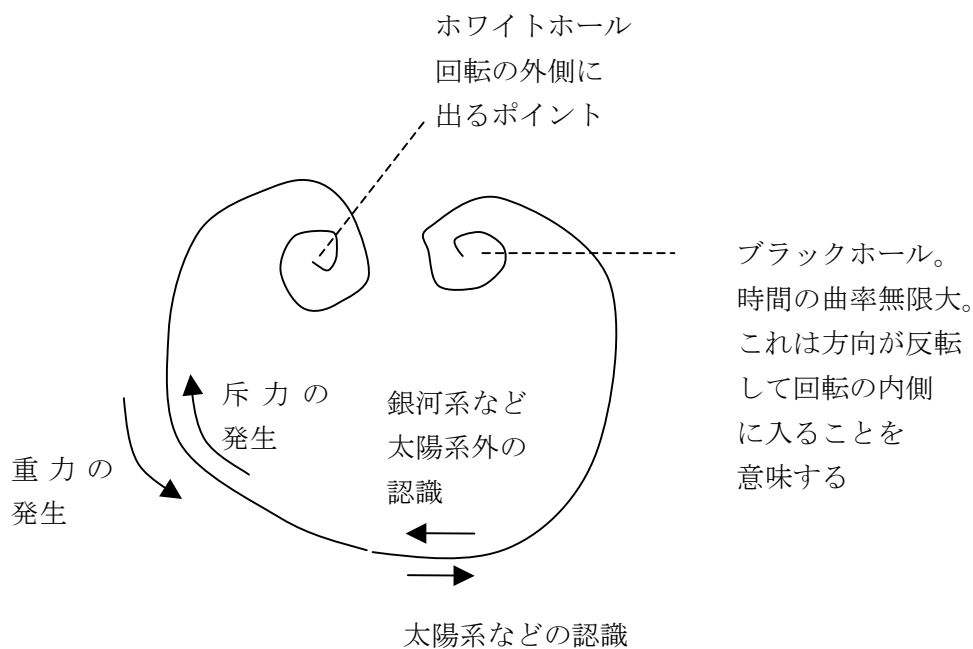 ホワイトホール
回転の外側に
出るポイント
ブラックホール。
時間の曲率無限大。
これは方向が反転
して回転の内側
に入ることを
意味する
斥力の
発生
銀河系など
太陽系外の
認識
重力の
発生
太陽系などの認識